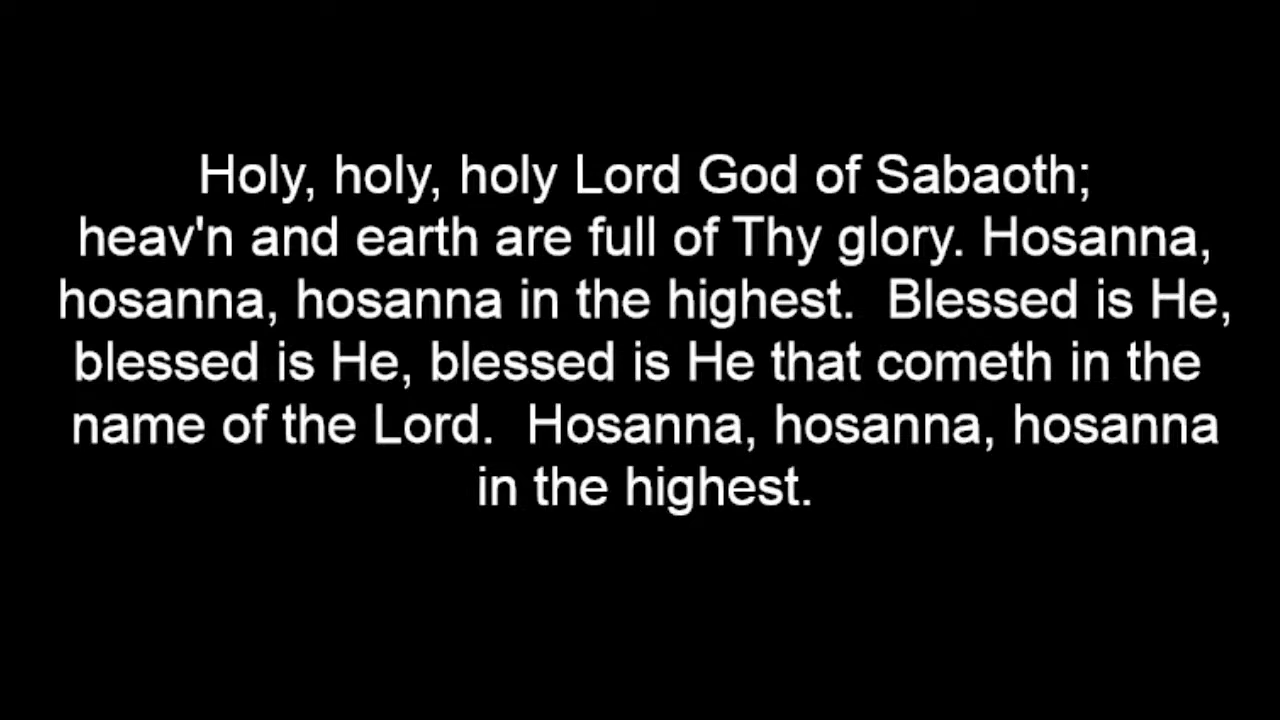 Holy, holy, holy Lord God of Sabaoth;
heav'n and earth are full of Thy glory. Hosanna,
hosanna, hosanna in the highest.  Blessed is He,
blessed is He, blessed is He that cometh in the
name of the Lord.  Hosanna, hosanna, hosanna
in the highest.